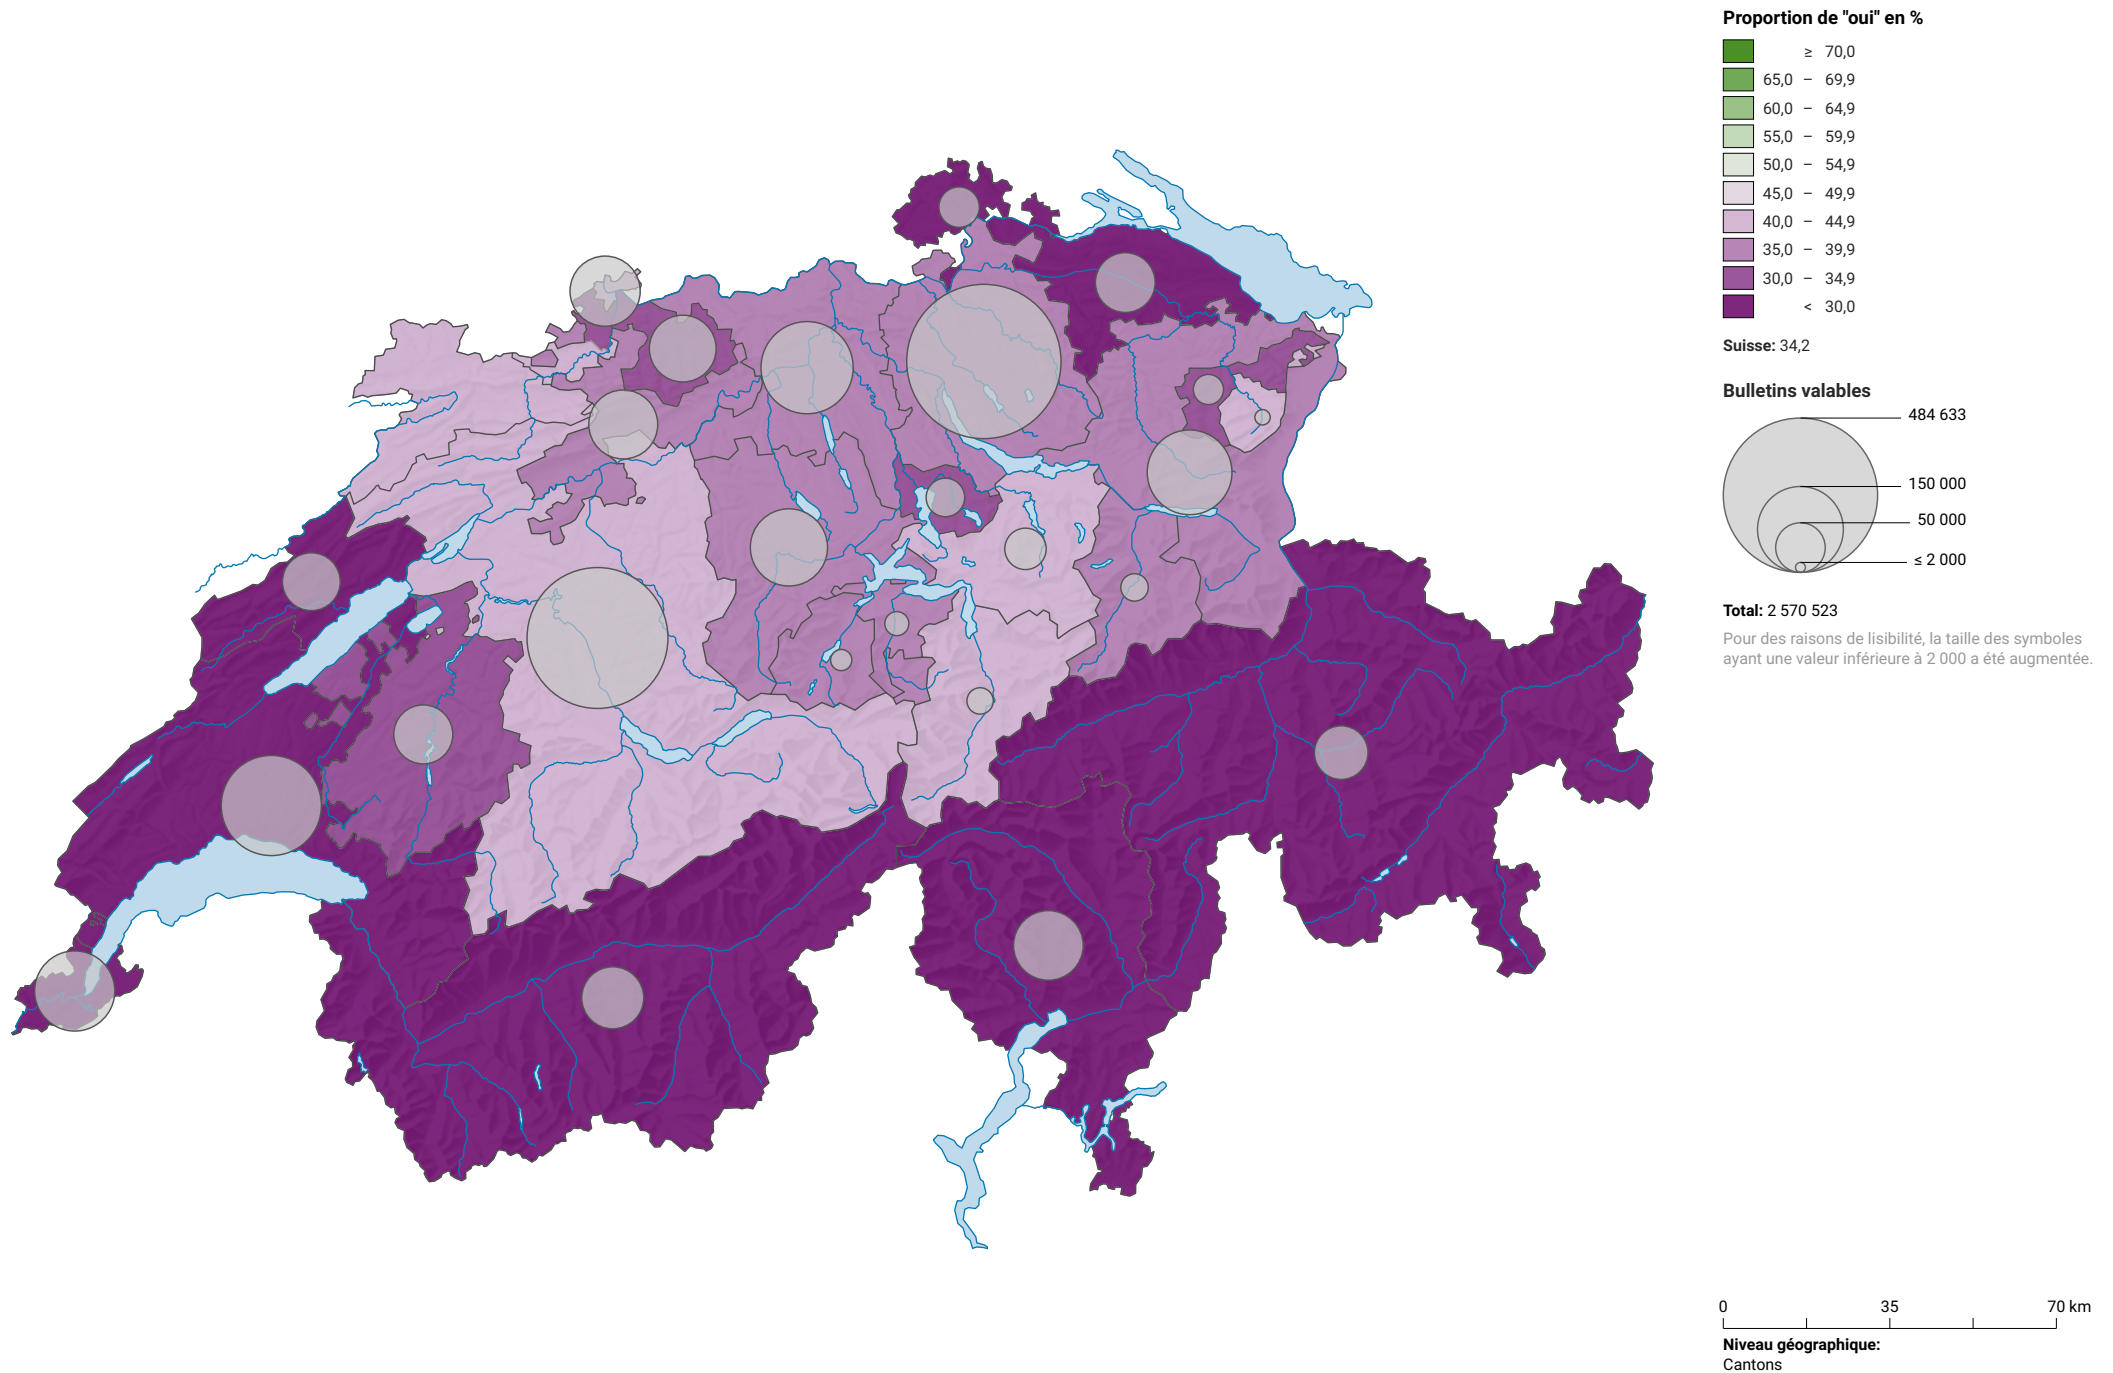 Proportion de "oui" en %
≥ 70,0
65,0 – 69,9
60,0 – 64,9
55,0 – 59,9
50,0 – 54,9
45,0 – 49,9
40,0 – 44,9
35,0 – 39,9
30,0 – 34,9
< 30,0
Suisse: 34,2
Bulletins valables
484 633
150 000
50 000
≤ 2 000
Total: 2 570 523
Pour des raisons de lisibilité, la taille des symboles
ayant une valeur inférieure à 2 000 a été augmentée.
0 35 70 km
Niveau géographique:
Cantons